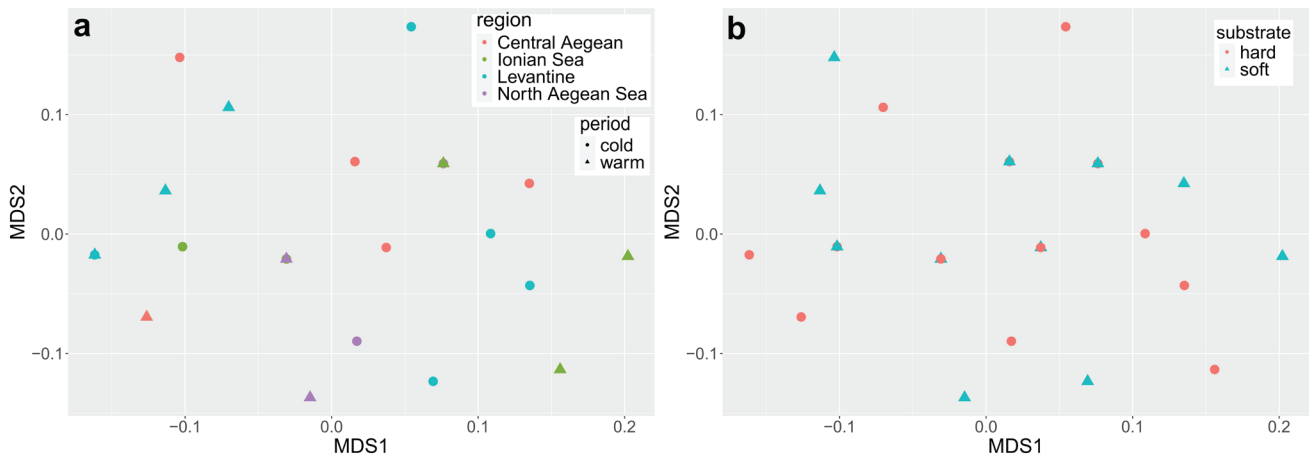 a
region
Central Aegean
Ionian Sea
Levantine
North Aegean Sea
period
cold
warm
0.1
0.0
−0.1
MDS2
−0.1 0.0 0.1 0.2
MDS1
b
substrate
hard
soft
0.1
0.0
−0.1
MDS2
−0.1 0.0 0.1 0.2
MDS1